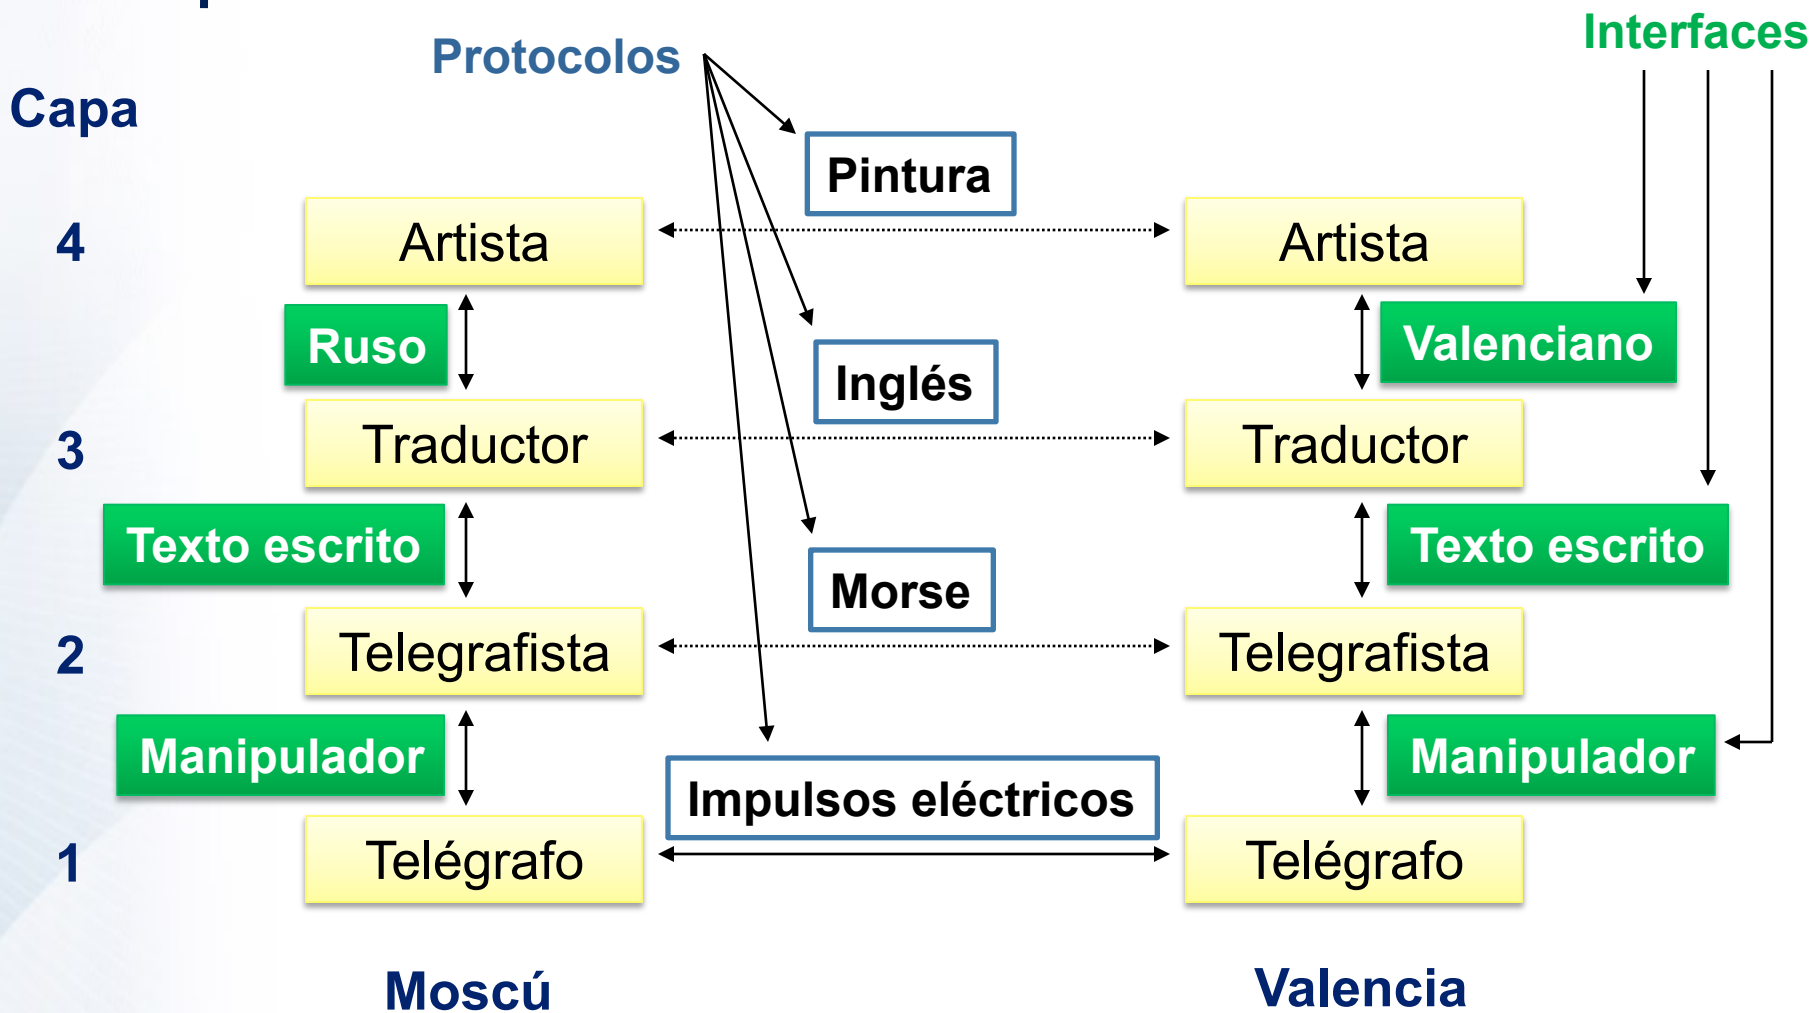 Interfaces
Protocolos
Capa
Pintura
4
Artista
Artista
Ruso
Valenciano
Inglés
3
Traductor
Traductor
Texto escrito
Texto escrito
Morse
2
Telegrafista
Telegrafista
Manipulador
Manipulador
Impulsos eléctricos
1
Telégrafo
Telégrafo
Moscú
Valencia